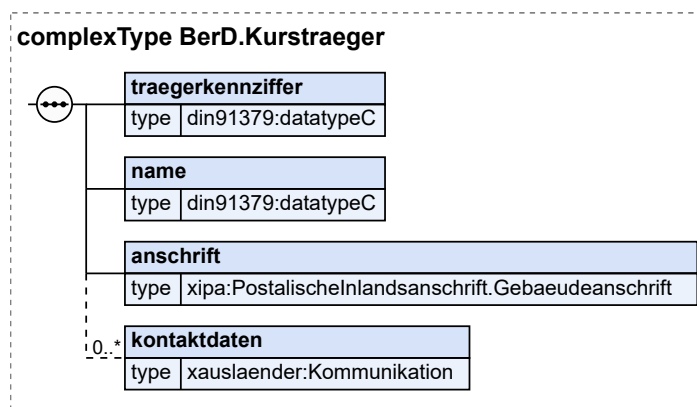 complexType BerD.Kurstraeger
traegerkennziffer
type din91379:datatypeC
name
type din91379:datatypeC
anschrift
type xipa:PostalischeInlandsanschrift.Gebaeudeanschrift
0..* kontaktdaten
type xauslaender:Kommunikation